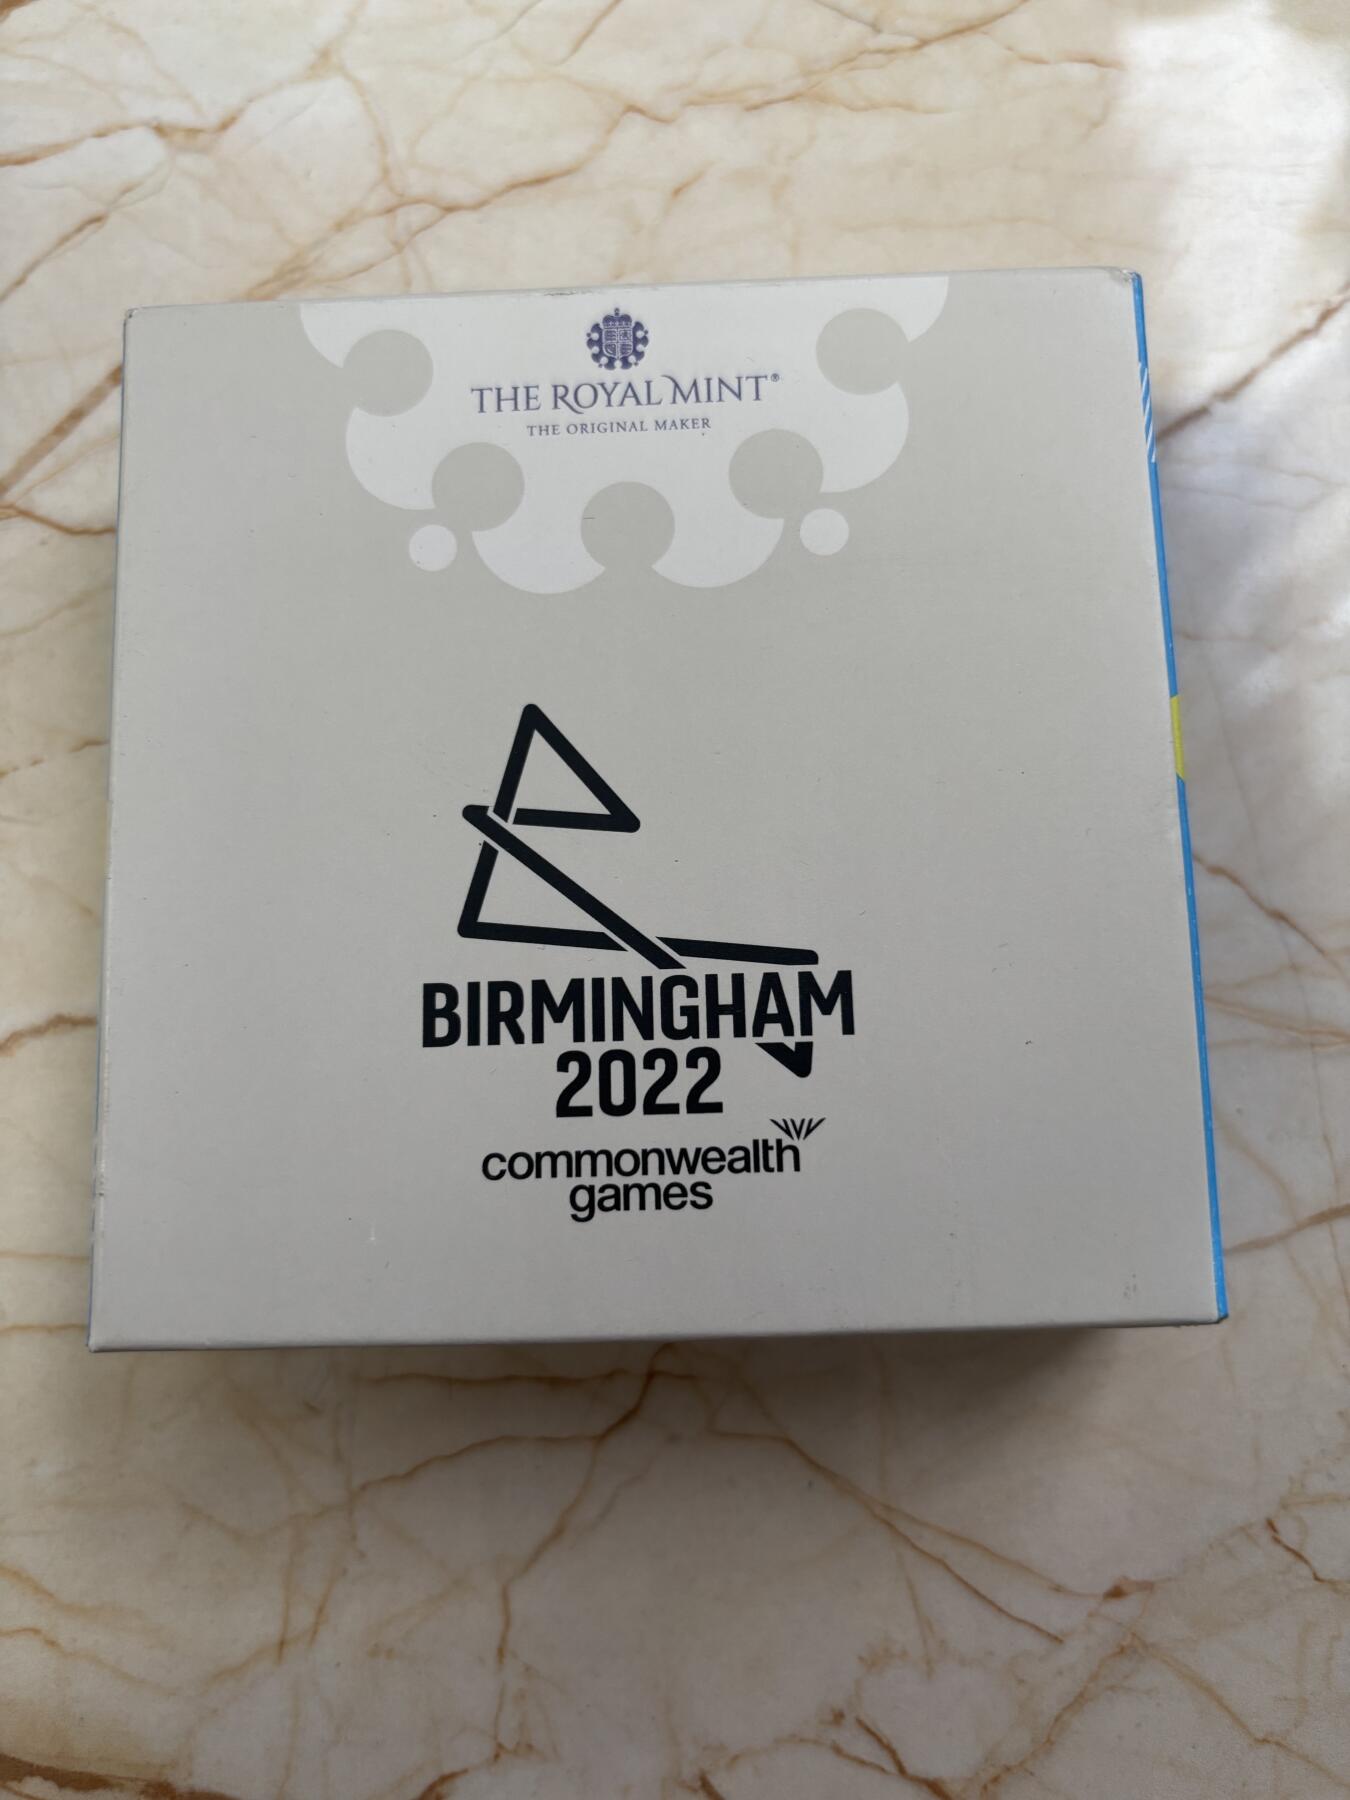 THE ROYAL MINT®
THE ORIGINAL MAKER
BIRMINGHAM
2022
commonwealth
games